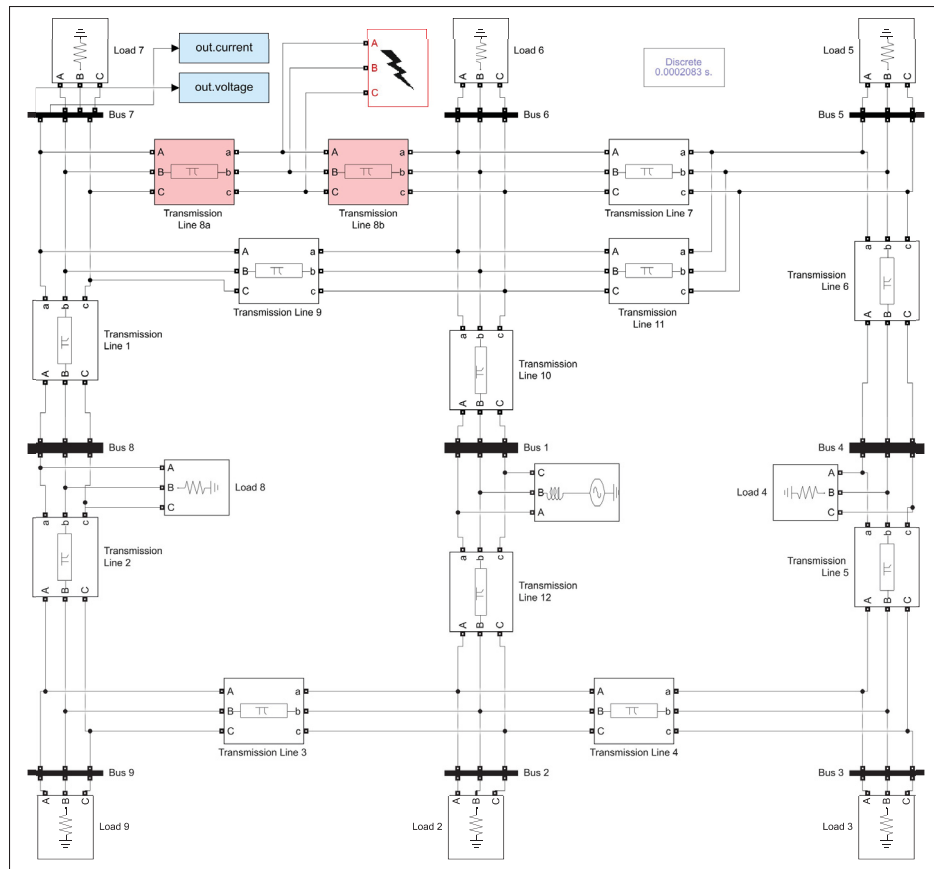 Load 7
A B C
out.current
out.voltage
A
B
C
Load 6
A B C
Discrete
0.0002083 s.
Load 5
A B C
Bus 7
Bus 6
Bus 5
A a
B b
C c
Transmission
Line 8a
A a
B b
C c
Transmission
Line 8b
A a
B b
C c
Transmission Line 7
A a
B b
C c
Transmission Line 9
A a
B b
C c
Transmission Line
11
a b c
A B C
Transmission
Line 6
a b c
A B C
Transmission
Line 1
a b c
A B C
Transmission
Line 10
Bus 8
Bus 1
Bus 4
A
B
C
Load 8
C
B
A
Load 4
A
B
C
a b c
A B C
Transmission
Line 2
a b c
A B C
Transmission
Line 12
a b c
A B C
Transmission
Line 5
A a
B b
C c
Transmission Line 3
A a
B b
C c
Transmission Line 4
Bus 9
Bus 2
Bus 3
A B C
Load 9
A B C
Load 2
A B C
Load 3